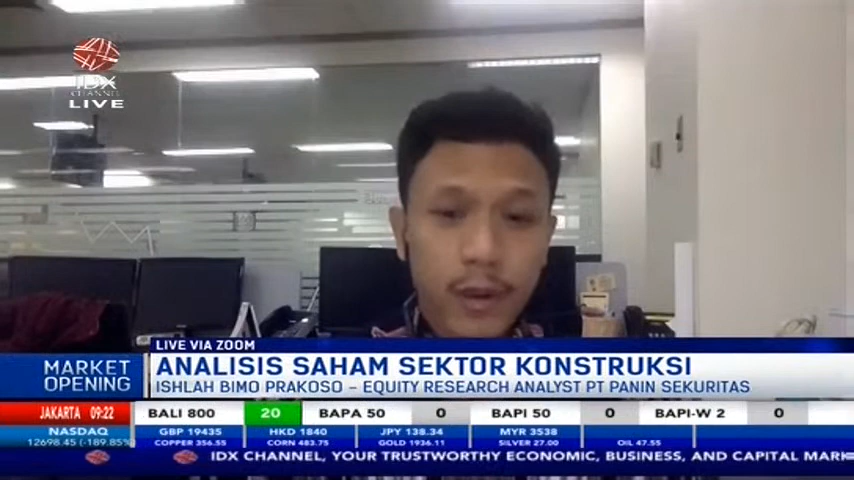 IDX
CHANNEL
LIVE
LIVE VIA ZOOM
MARKET OPENING
ANALISIS SAHAM SEKTOR KONSTRUKSI
ISHLAH BIMO PRAKOSO – EQUITY RESEARCH ANALYST PT PANIN SEKURITAS
JAKARTA 09:22 BALI 800 20 BAPA 50 0 BAPI 50 0 BAPI-W 2 0
NASDAQ GBP 19435 HKD 1840 JPY 138.34 MYR 3538
12698.45 (-189.85%) COPPER 356.55 CORN 483.75 GOLD 1936.11 SILVER 27.00 OIL 47.55
IDX CHANNEL, YOUR TRUSTWORTHY ECONOMIC, BUSINESS, AND CAPITAL MARK